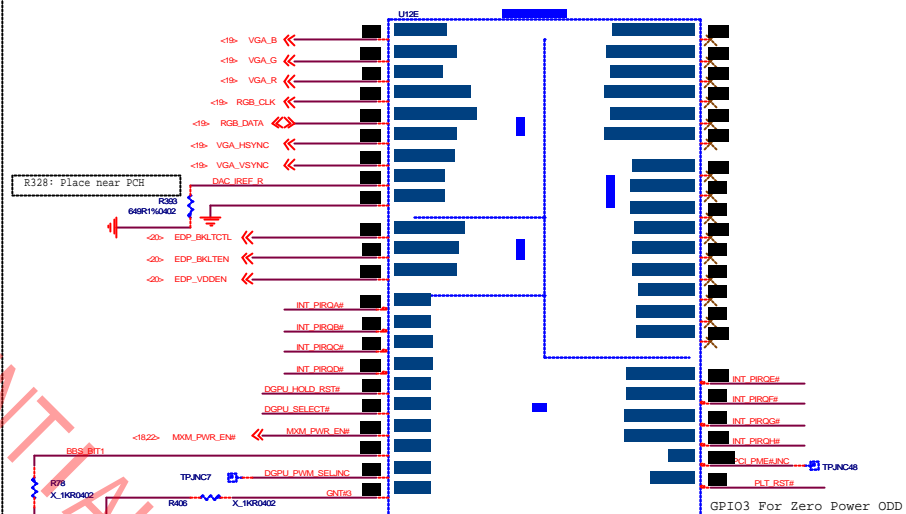 U12E
<19> VGA_B
<19> VGA_G
<19> VGA_R
<19> RGB_CLK
<19> RGB_DATA
<19> VGA_HSYNC
<19> VGA_VSYNC
R328: Place near PCH
DAC_IREF_R
R393
649R1%0402
<20> EDP_BKLTCTL
<20> EDP_BKLTEN
<20> EDP_VDDEN
INT_PIRQA#
INT_PIRQB#
INT_PIRQC#
INT_PIRQD#
DGPU_HOLD_RST#
DGPU_SELECT#
<18,22> MXM_PWR_EN# MXM_PWR_EN#
BBS_BIT1
TPJNC7 DGPU_PWM_SELJNC
R78
X_1KR0402
GNT#3
R406 X_1KR0402
INT_PIRQE#
INT_PIRQF#
INT_PIRQG#
INT_PIRQH#
PCI_PME#JNC TPJNC48
PLT_RST#
GPIO3 For Zero Power ODD
NTIAL